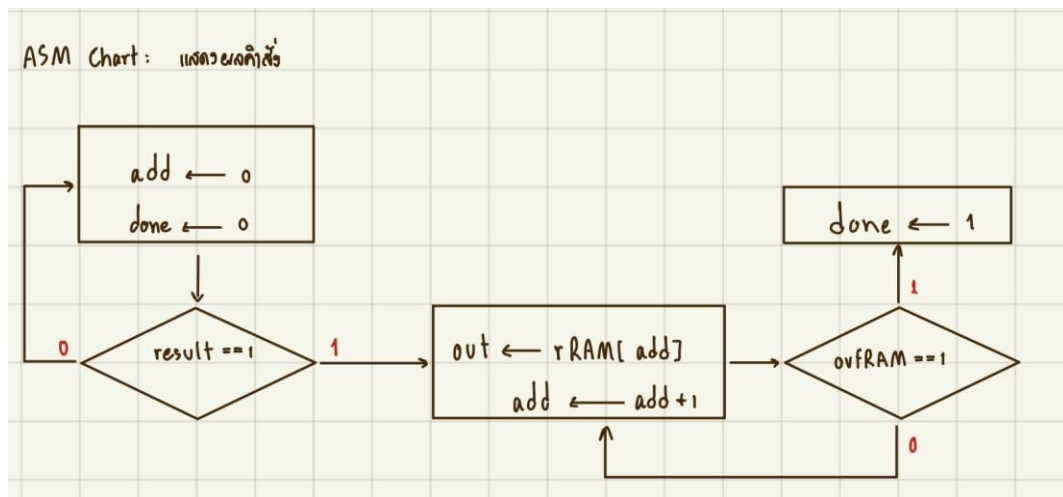 ASM Chart: แสดงผลคำสั่ง
add ← 0
done ← 0
result == 1
0
1
out ← rRAM[add]
add ← add+1
ovfRAM == 1
1
0
done ← 1